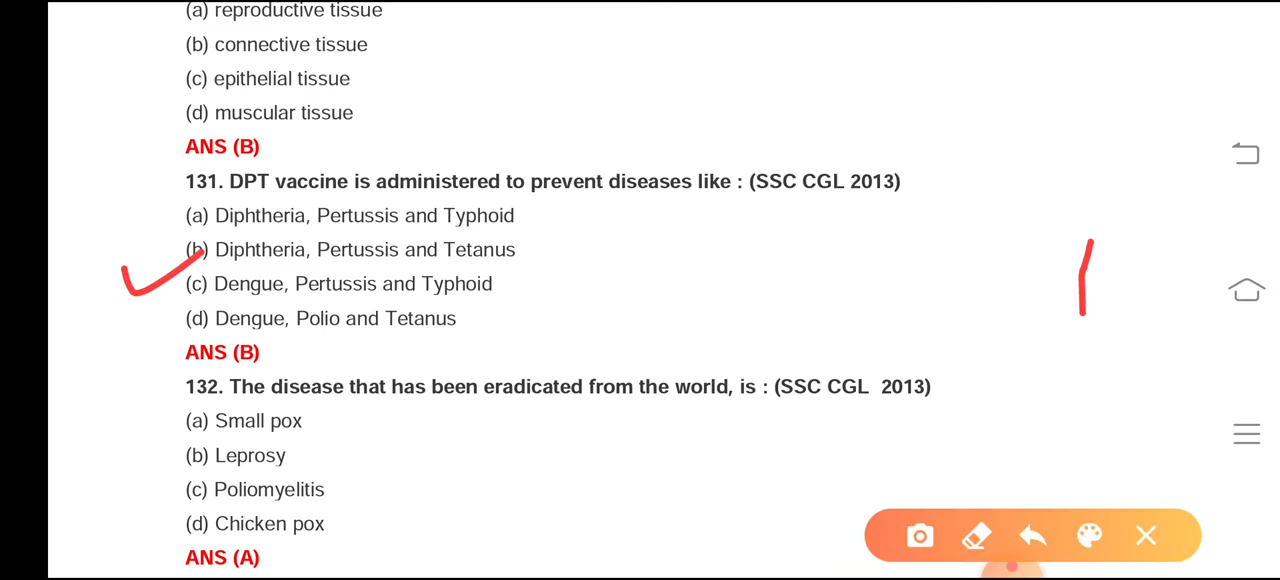 (a) reproductive tissue
(b) connective tissue
(c) epithelial tissue
(d) muscular tissue
ANS (B)
131. DPT vaccine is administered to prevent diseases like : (SSC CGL 2013)
(a) Diphtheria, Pertussis and Typhoid
(b) Diphtheria, Pertussis and Tetanus
(c) Dengue, Pertussis and Typhoid
(d) Dengue, Polio and Tetanus
ANS (B)
132. The disease that has been eradicated from the world, is : (SSC CGL  2013)
(a) Small pox
(b) Leprosy
(c) Poliomyelitis
(d) Chicken pox
ANS (A)